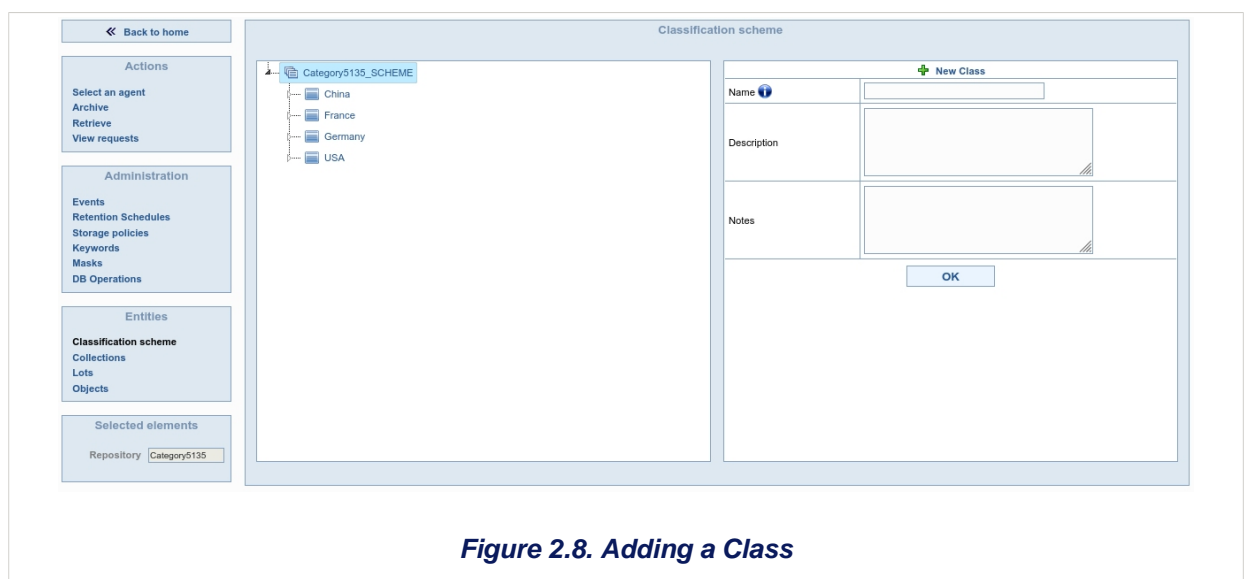 Back to home
Actions
Select an agent
Archive
Retrieve
View requests
Administration
Events
Retention Schedules
Storage policies
Keywords
Masks
DB Operations
Entities
Classification scheme
Collections
Lots
Objects
Selected elements
Repository Category5135
Classification scheme
Category5135_SCHEME
China
France
Germany
USA
New Class
Name
Description
Notes
OK
Figure 2.8. Adding a Class